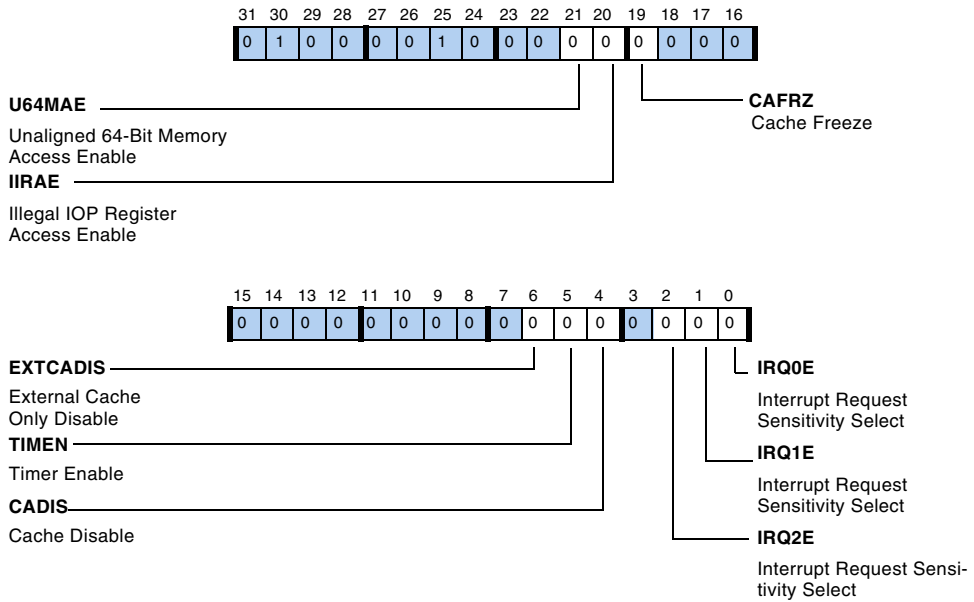 31 30 29 28 27 26 25 24 23 22 21 20 19 18 17 16
0 1 0 0 0 0 1 0 0 0 0 0 0 0 0 0
U64MAE
Unaligned 64-Bit Memory
Access Enable
IIRAE
Illegal IOP Register
Access Enable
CAFRZ
Cache Freeze
15 14 13 12 11 10 9 8 7 6 5 4 3 2 1 0
0 0 0 0 0 0 0 0 0 0 0 0 0 0 0 0
EXTCADIS
External Cache
Only Disable
TIMEN
Timer Enable
CADIS
Cache Disable
IRQ0E
Interrupt Request
Sensitivity Select
IRQ1E
Interrupt Request
Sensitivity Select
IRQ2E
Interrupt Request Sensi-
tivity Select